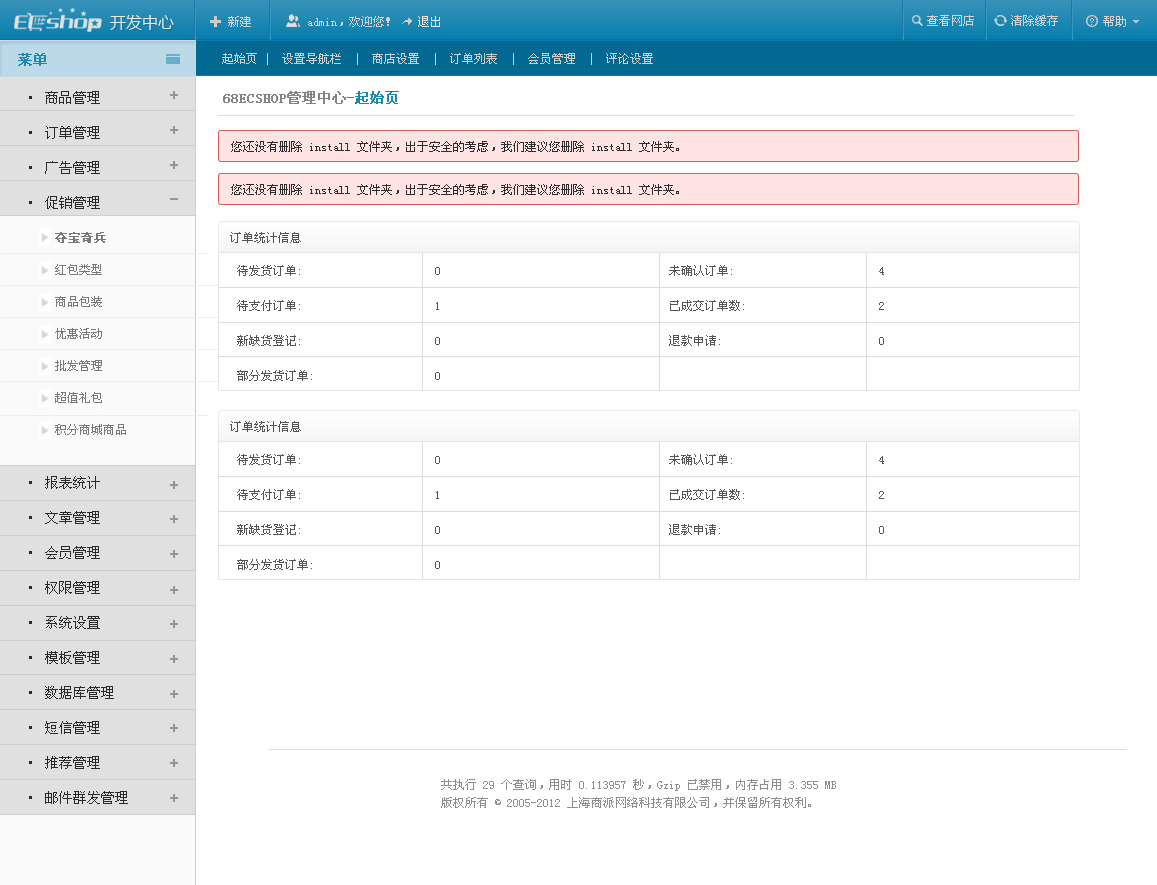 ECshop 开发中心
新建
admin,欢迎您!
退出
查看网店
清除缓存
帮助
菜单
起始页 | 设置导航栏 | 商店设置 | 订单列表 | 会员管理 | 评论设置
商品管理
订单管理
广告管理
促销管理
夺宝奇兵
红包类型
商品包装
优惠活动
批发管理
超值礼包
积分商城商品
报表统计
文章管理
会员管理
权限管理
系统设置
模板管理
数据库管理
短信管理
推荐管理
邮件群发管理
68ECSHOP管理中心-起始页
您还没有删除 install 文件夹,出于安全的考虑,我们建议您删除 install 文件夹。
您还没有删除 install 文件夹,出于安全的考虑,我们建议您删除 install 文件夹。
订单统计信息
待发货订单: 0 未确认订单: 4
待支付订单: 1 已成交订单数: 2
新缺货登记: 0 退款申请: 0
部分发货订单: 0
订单统计信息
待发货订单: 0 未确认订单: 4
待支付订单: 1 已成交订单数: 2
新缺货登记: 0 退款申请: 0
部分发货订单: 0
共执行 29 个查询,用时 0.113957 秒,Gzip 已禁用,内存占用 3.355 MB
版权所有 © 2005-2012 上海商派网络科技有限公司,并保留所有权利。